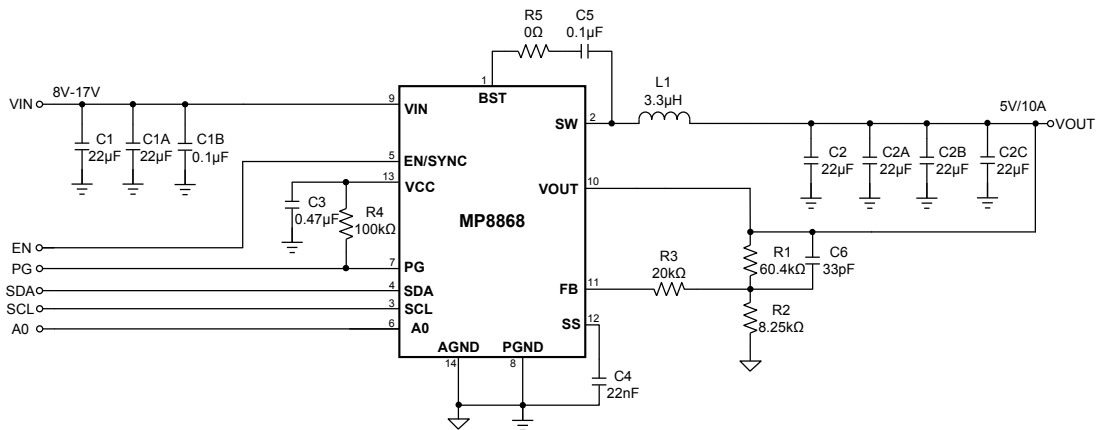 R5
0Ω
C5
0.1µF
1
BST
VIN
8V-17V
9
VIN
C1
22µF
C1A
22µF
C1B
0.1µF
SW
2
L1
3.3µH
5V/10A
VOUT
C2
22µF
C2A
22µF
C2B
22µF
C2C
22µF
5
EN/SYNC
13
VCC
VOUT
10
C3
0.47µF
R4
100kΩ
MP8868
EN
PG
7
PG
SDA
4
SDA
SCL
3
SCL
A0
6
A0
R3
20kΩ
FB
11
R1
60.4kΩ
C6
33pF
R2
8.25kΩ
SS
12
AGND
PGND
14
8
C4
22nF